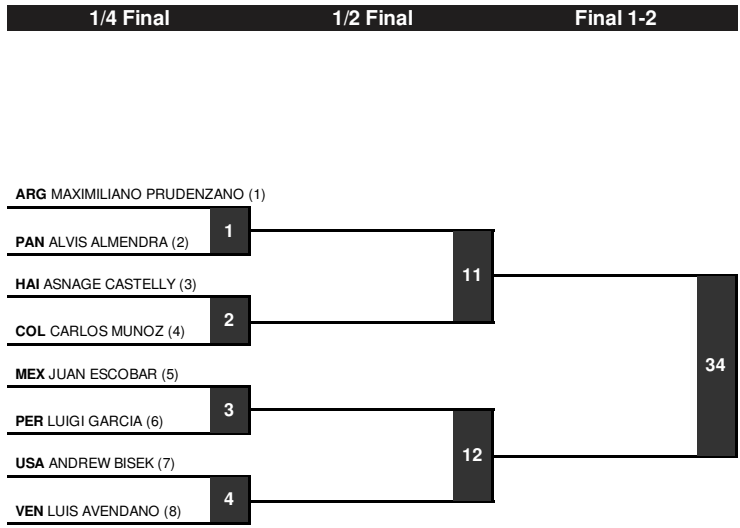 1/4 Final 1/2 Final Final 1-2
ARG MAXIMILIANO PRUDENZANO (1)
1
PAN ALVIS ALMENDRA (2)
11
HAI ASNAGE CASTELLY (3)
2
COL CARLOS MUNOZ (4)
34
MEX JUAN ESCOBAR (5)
3
PER LUIGI GARCIA (6)
12
USA ANDREW BISEK (7)
4
VEN LUIS AVENDANO (8)